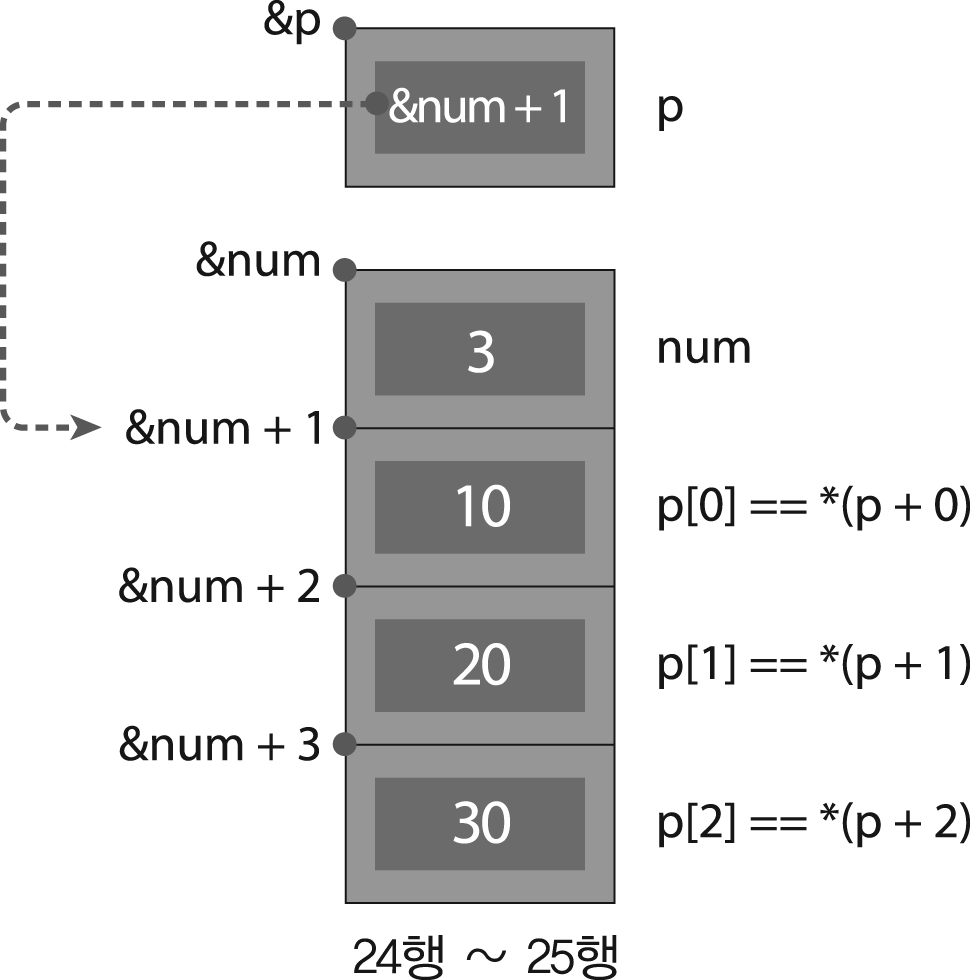 &p
&num + 1 p
&num
3 num
&num + 1
10 p[0] == *(p + 0)
&num + 2
20 p[1] == *(p + 1)
&num + 3
30 p[2] == *(p + 2)
24행 ~ 25행